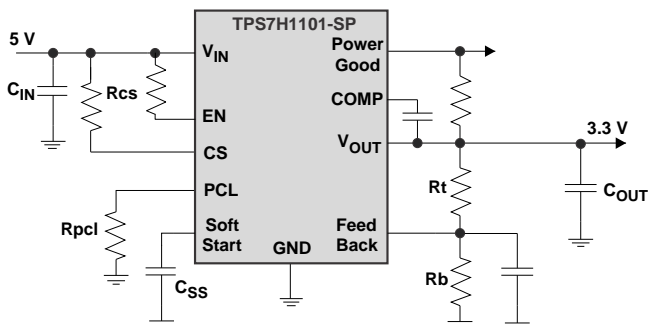 TPS7H1101-SP
5 V
VIN
Power
Good
CIN
Rcs
COMP
EN
VOUT
3.3 V
CS
PCL
Rt
COUT
Rpcl
Soft
Start
Feed
Back
GND
CSS
Rb